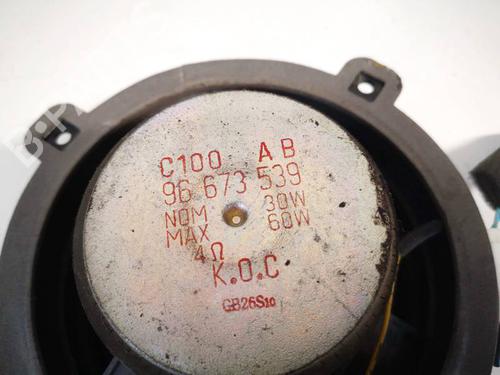 C100 AB
96 673 539
NOM 30W
MAX 60W
4Ω
K.O.C
GB26S10